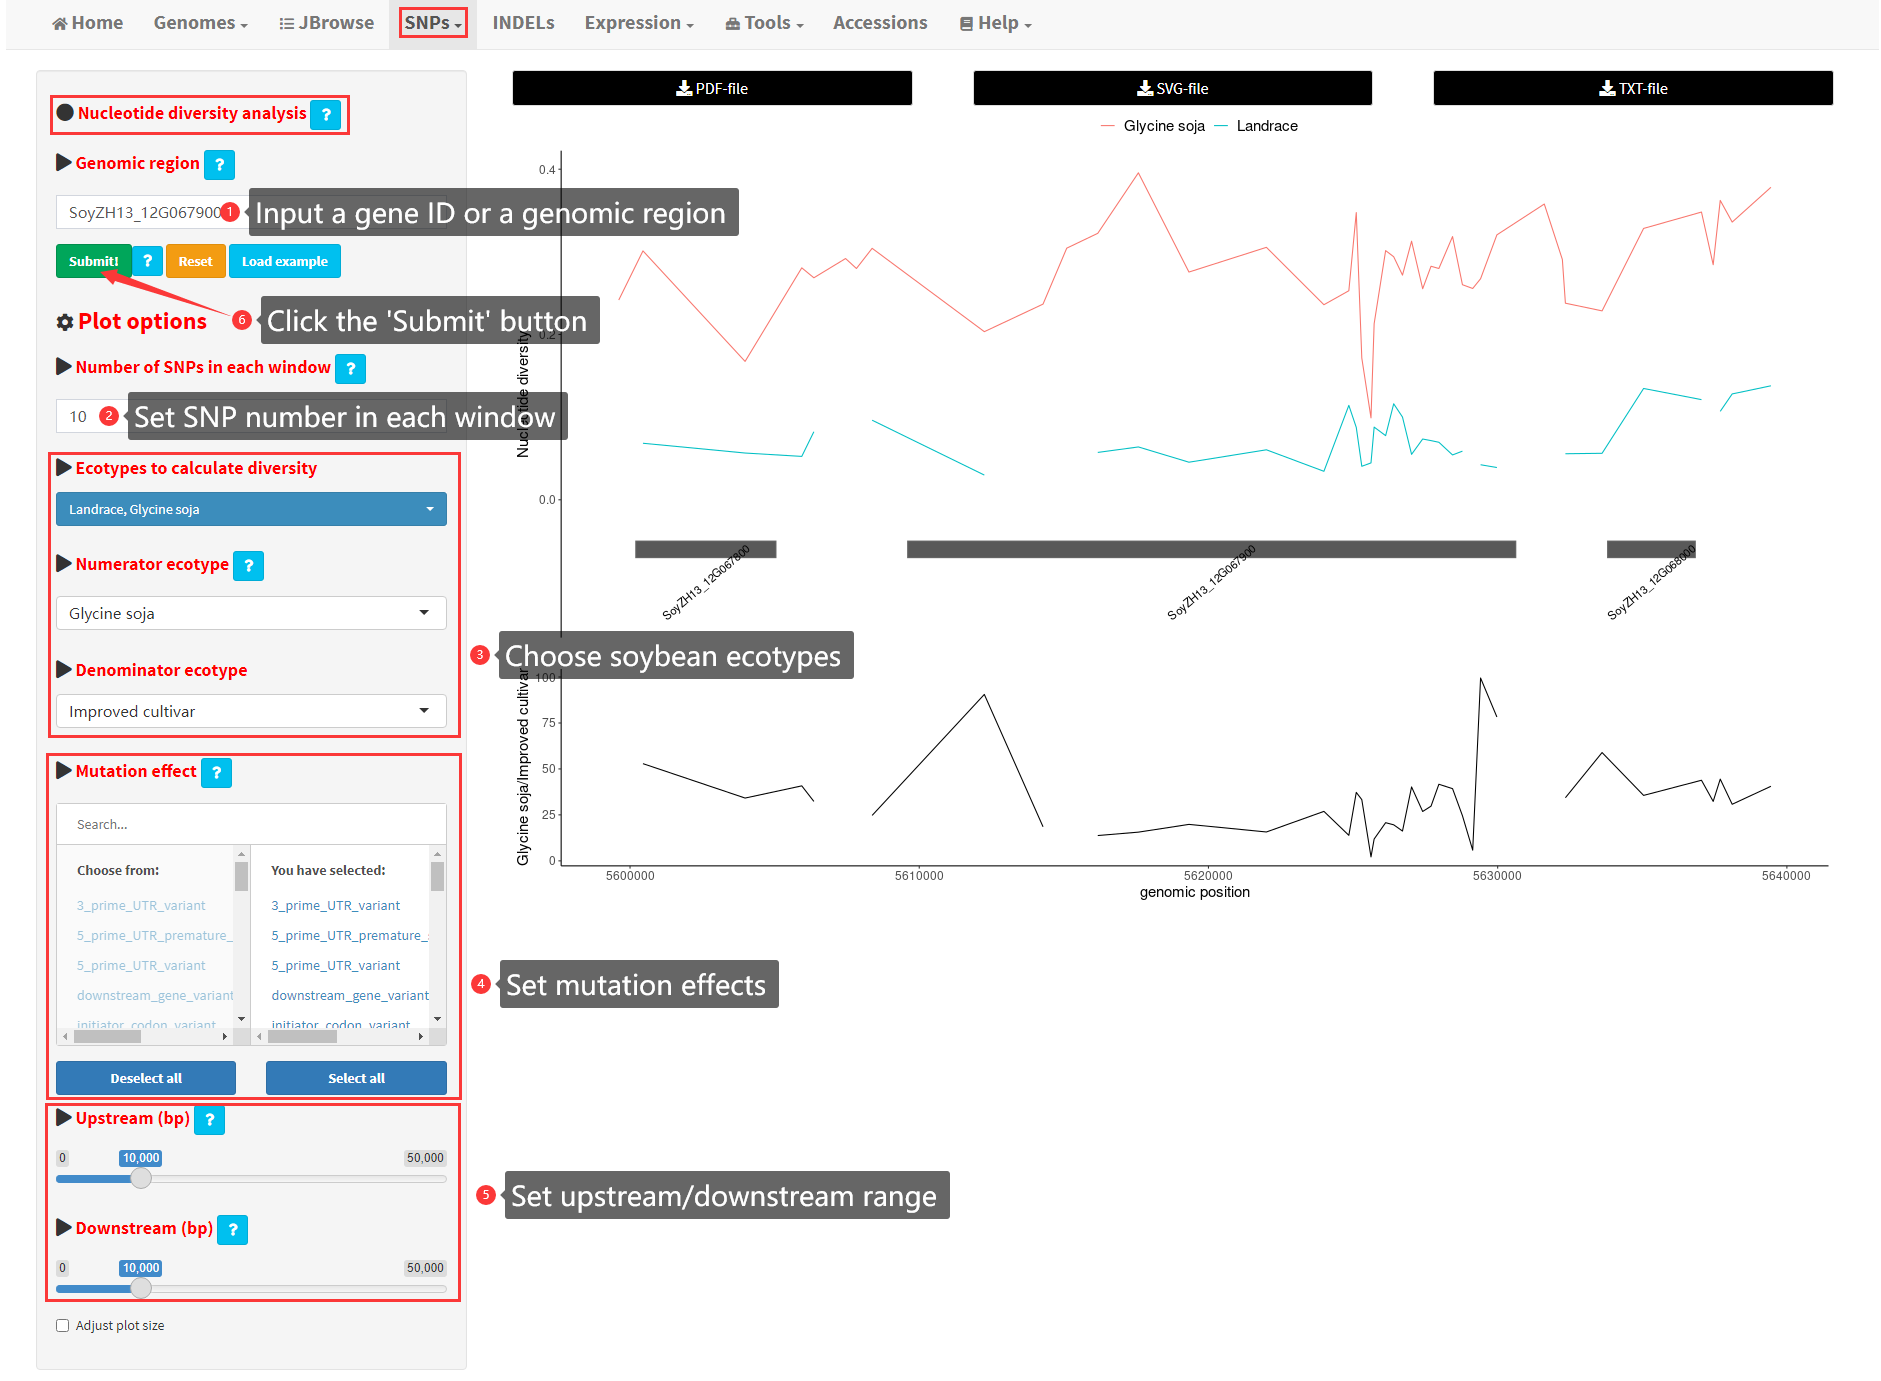 Home Genomes JBrowse SNPs INDELs Expression Tools Accessions Help
Nucleotide diversity analysis ?
Genomic region ?
SoyZH13_12G067900
1 Input a gene ID or a genomic region
Submit! ? Reset Load example
6 Click the 'Submit' button
Plot options
Number of SNPs in each window ?
10
2 Set SNP number in each window
Ecotypes to calculate diversity
Landrace, Glycine soja
Numerator ecotype ?
Glycine soja
Denominator ecotype
Improved cultivar
3 Choose soybean ecotypes
Mutation effect ?
Search...
Choose from: You have selected:
3_prime_UTR_variant 3_prime_UTR_variant
5_prime_UTR_premature_ 5_prime_UTR_premature_
5_prime_UTR_variant 5_prime_UTR_variant
downstream_gene_variant downstream_gene_variant
initiator_codon_variant initiator_codon_variant
Deselect all Select all
4 Set mutation effects
Upstream (bp) ?
0 10,000 50,000
5 Set upstream/downstream range
Downstream (bp) ?
0 10,000 50,000
Adjust plot size
PDF-file SVG-file TXT-file
Glycine soja Landrace
0.4
0.2
0.0
Nucleotide diversity
SoyZH13_12G067800 SoyZH13_12G067900 SoyZH13_12G068000
100
75
50
25
0
Glycine soja/Improved cultivar
5600000 5610000 5620000 5630000 5640000
genomic position